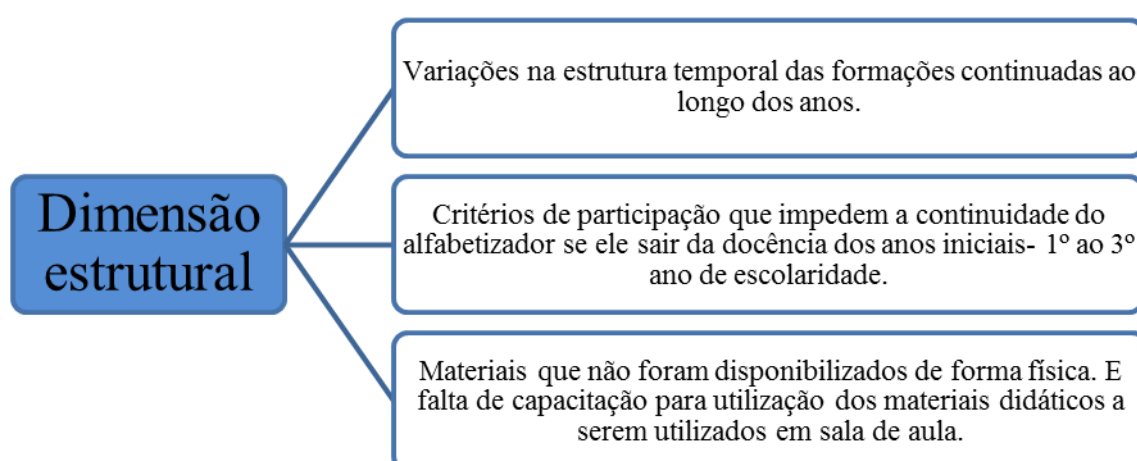 Dimensão
estrutural
Variações na estrutura temporal das formações continuadas ao
longo dos anos.
Critérios de participação que impedem a continuidade do
alfabetizador se ele sair da docência dos anos iniciais- 1º ao 3º
ano de escolaridade.
Materiais que não foram disponibilizados de forma física. E
falta de capacitação para utilização dos materiais didáticos a
serem utilizados em sala de aula.